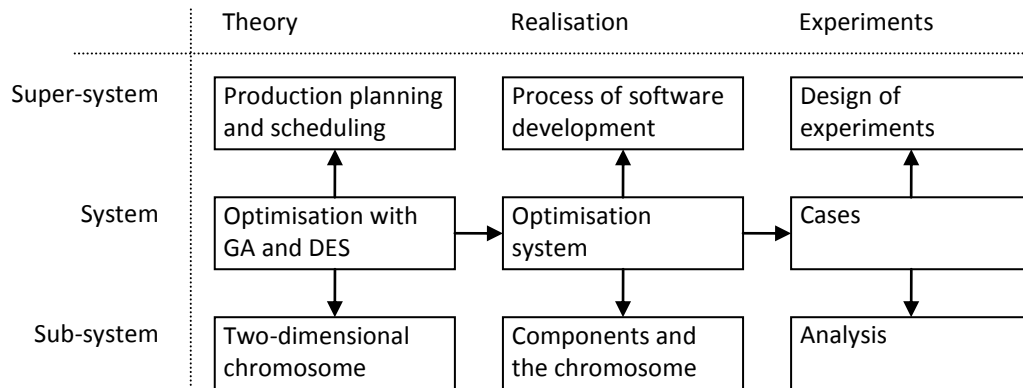 Theory
Realisation
Experiments
Super-system
Production planning
and scheduling
Process of software
development
Design of
experiments
System
Optimisation with
GA and DES
Optimisation
system
Cases
Sub-system
Two-dimensional
chromosome
Components and
the chromosome
Analysis